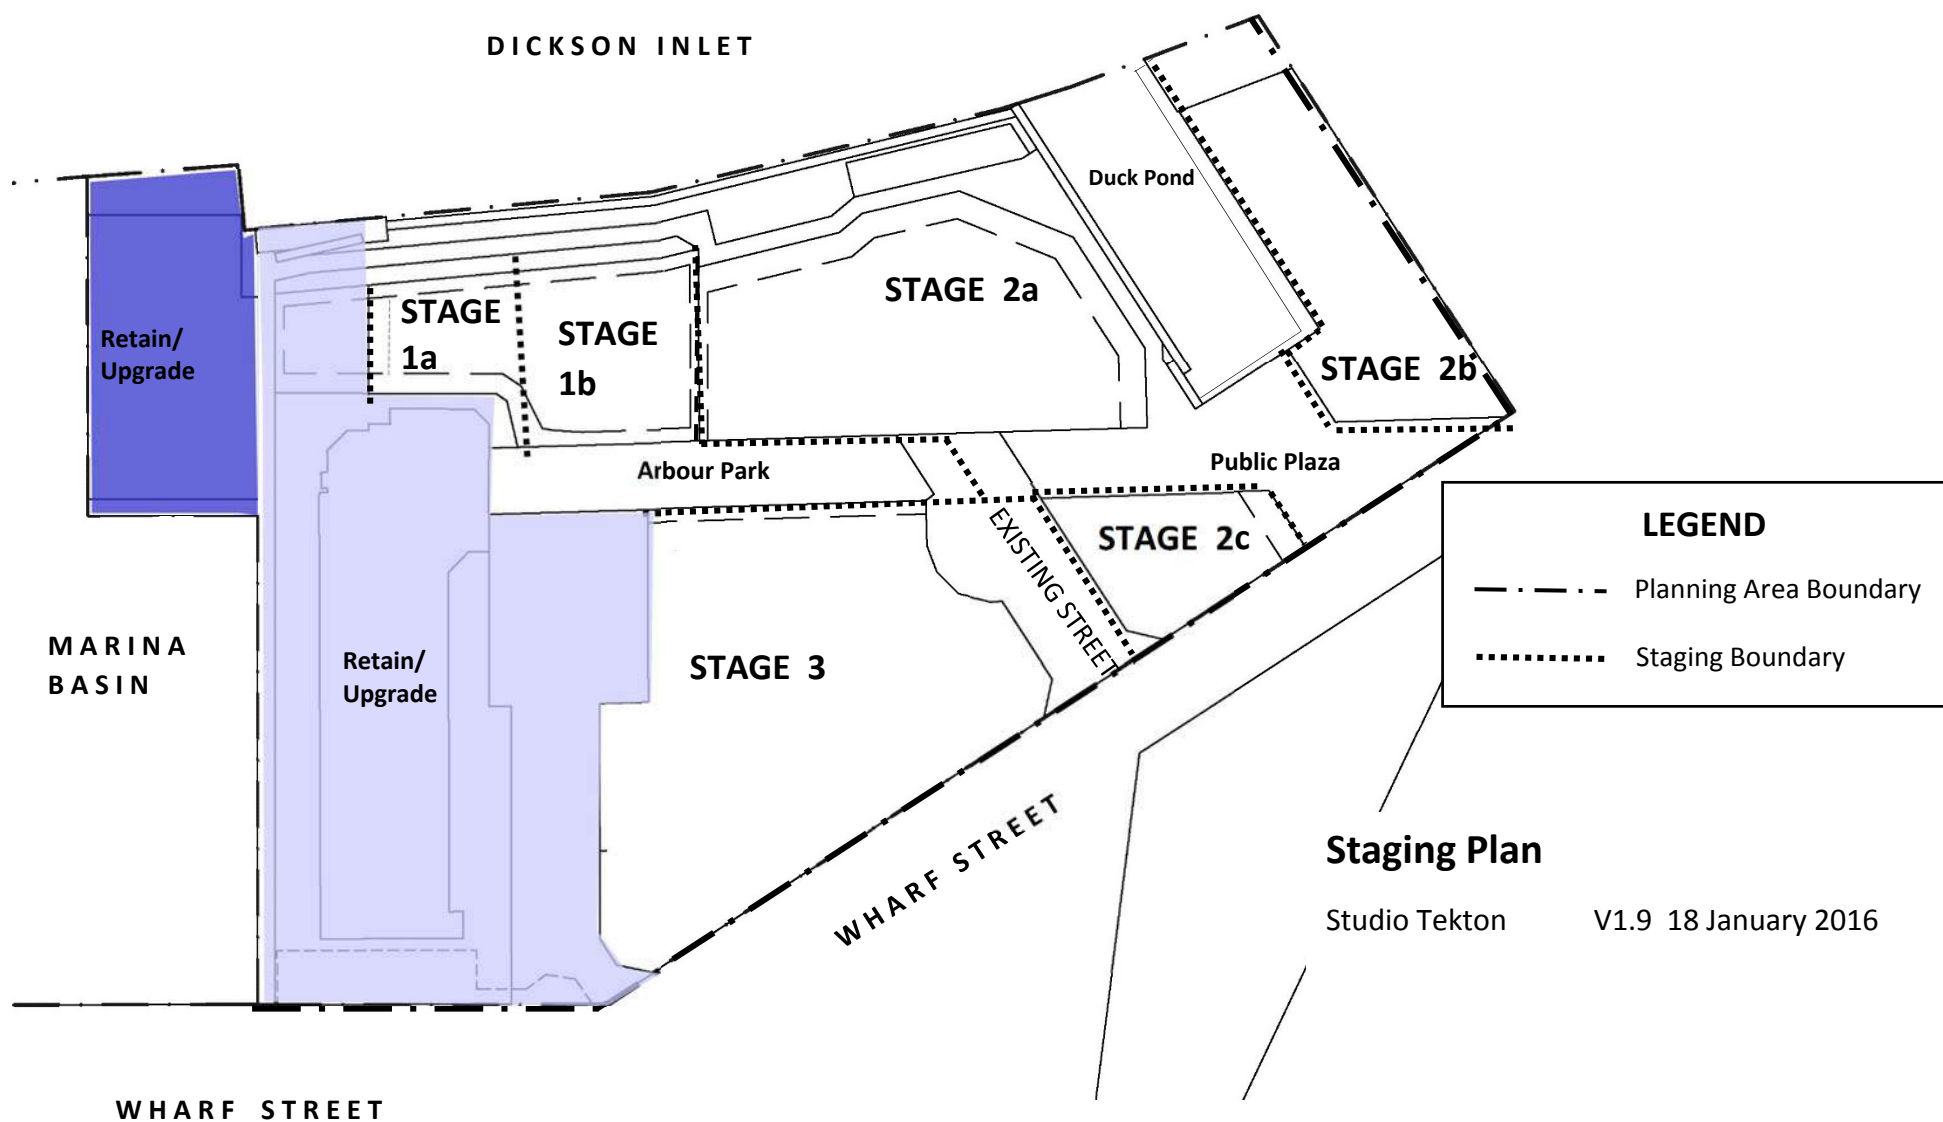 DICKSON INLET
Duck Pond
STAGE 2a
STAGE
1a
STAGE
1b
Retain/
Upgrade
STAGE 2b
Arbour Park
Public Plaza
EXISTING STREET
STAGE 2c
LEGEND
Planning Area Boundary
Staging Boundary
MARINA
BASIN
Retain/
Upgrade
STAGE 3
WHARF STREET
Staging Plan
Studio Tekton V1.9 18 January 2016
WHARF STREET